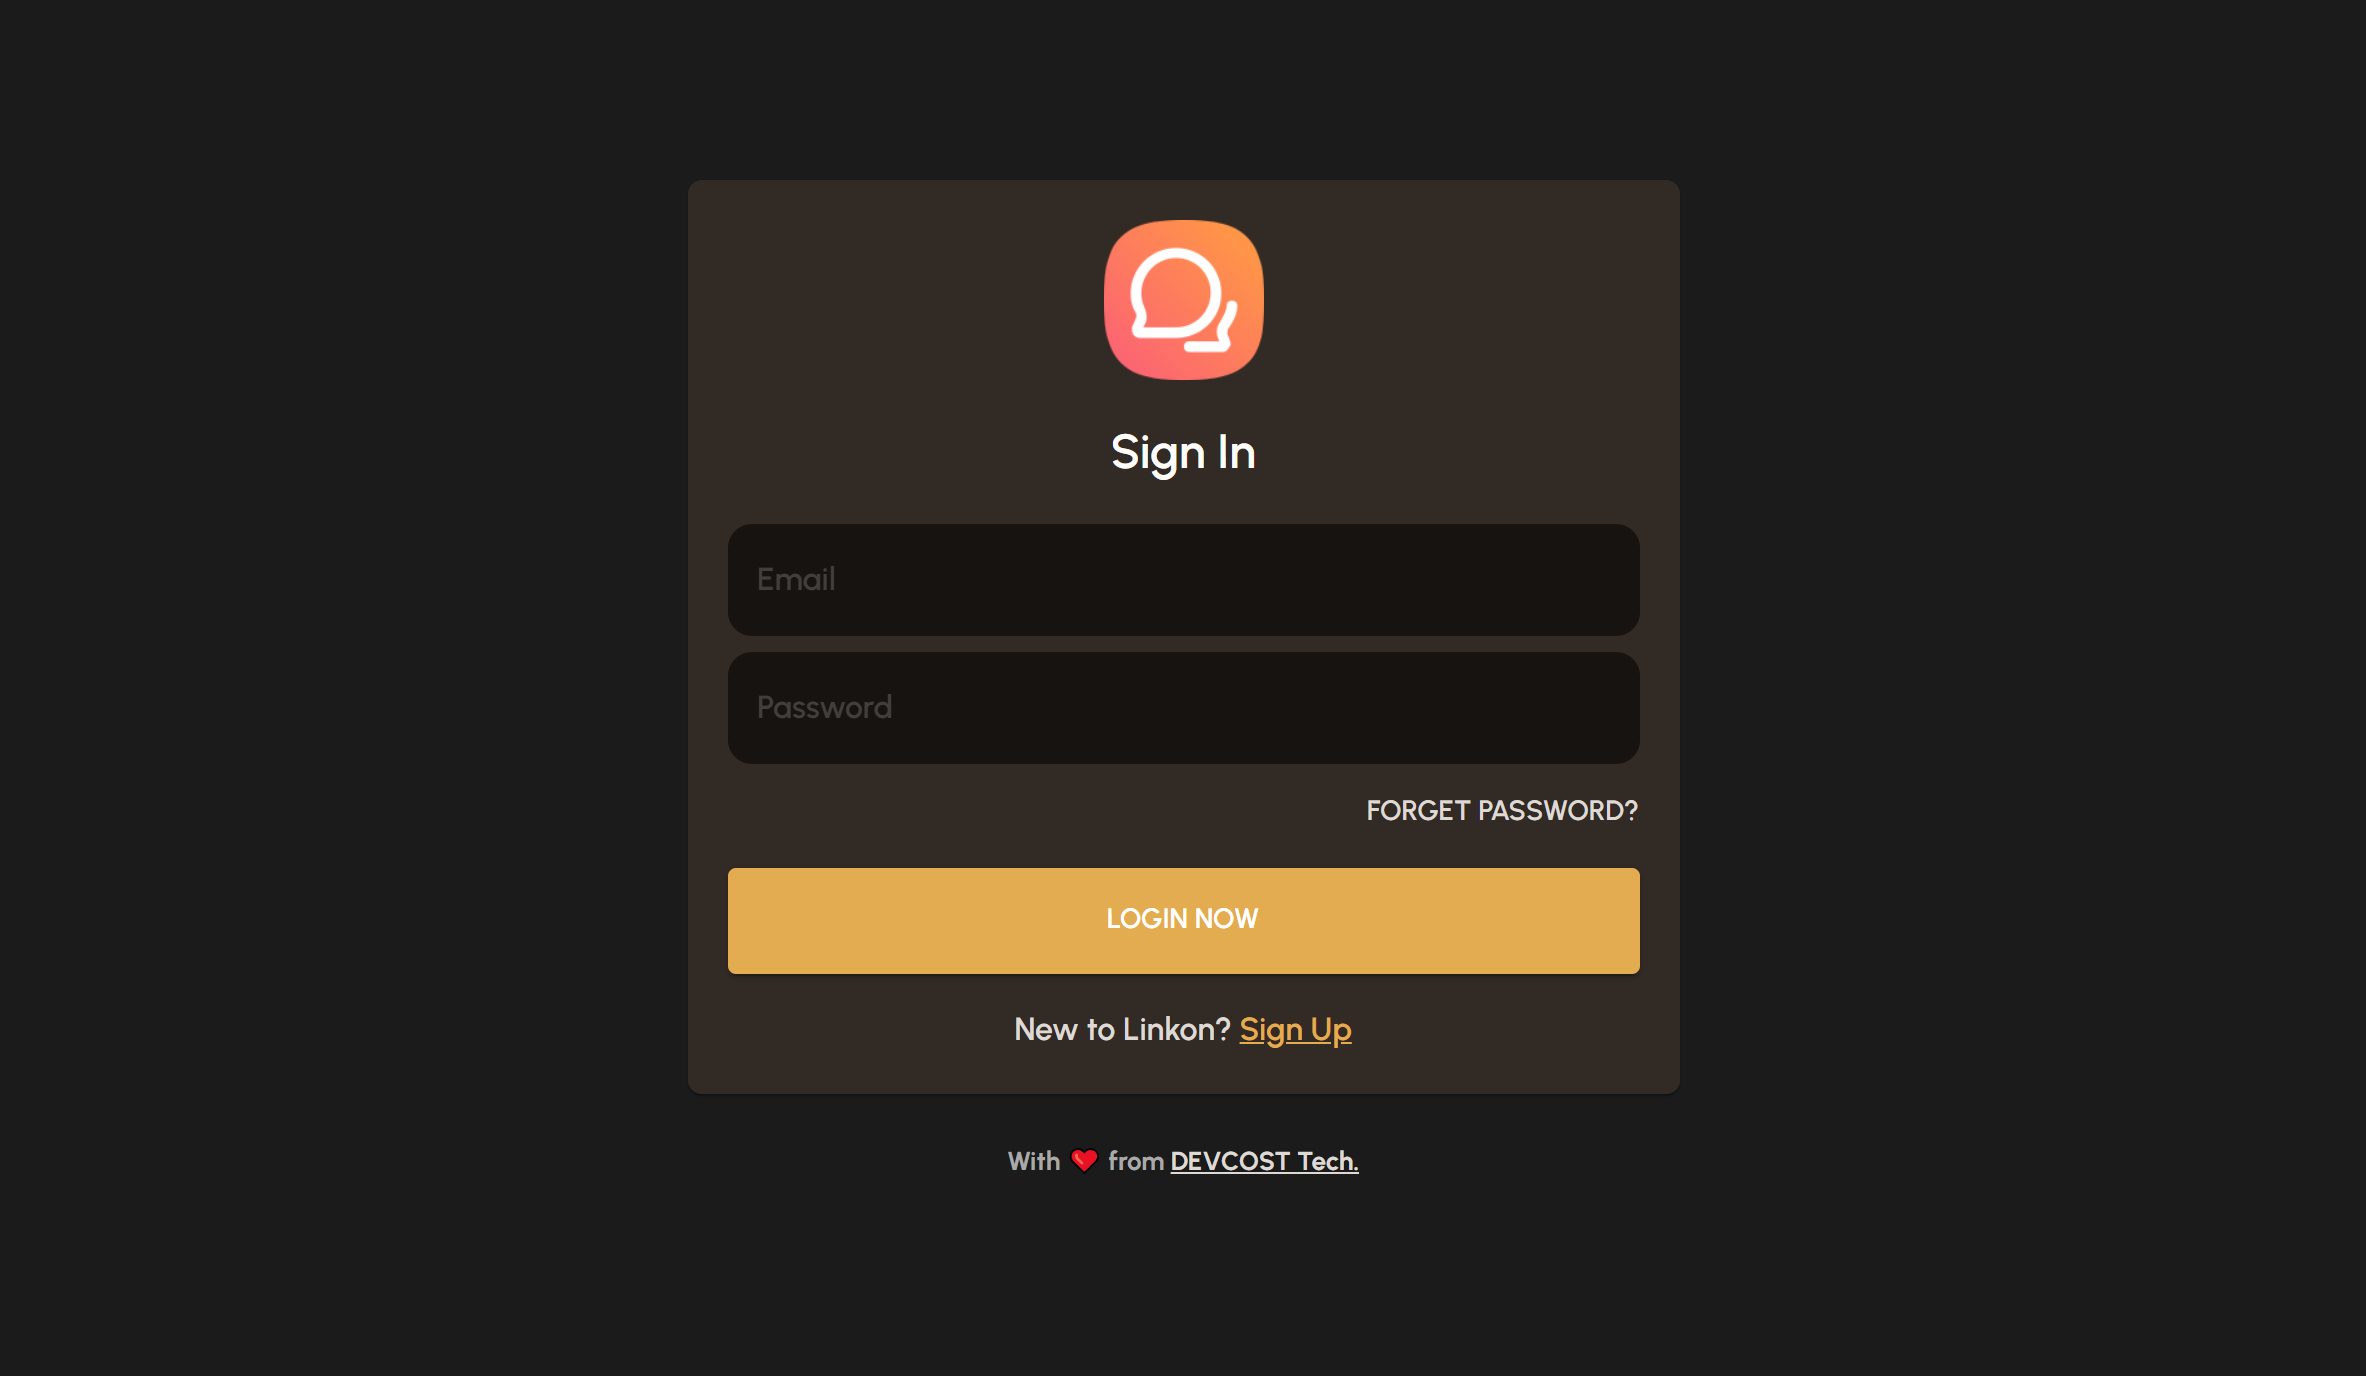 Sign In
Email
Password
FORGET PASSWORD?
LOGIN NOW
New to Linkon? Sign Up
With ❤️ from DEVCOST Tech.